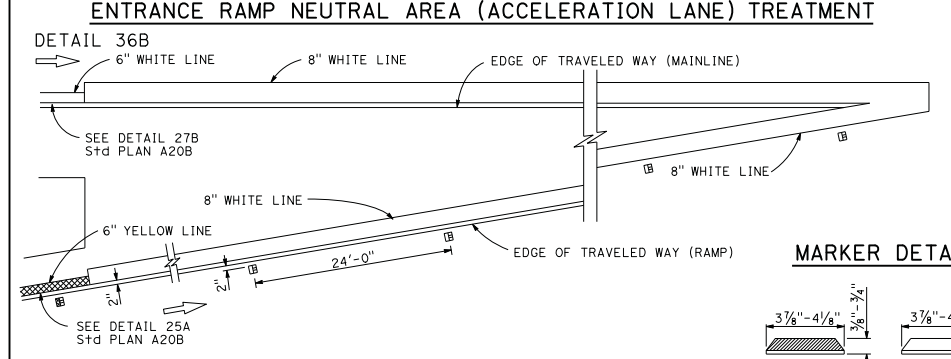 ENTRANCE RAMP NEUTRAL AREA (ACCELERATION LANE) TREATMENT
DETAIL 36B
6" WHITE LINE
8" WHITE LINE
EDGE OF TRAVELED WAY (MAINLINE)
SEE DETAIL 27B
Std PLAN A20B
8" WHITE LINE
8" WHITE LINE
6" YELLOW LINE
24'-0"
EDGE OF TRAVELED WAY (RAMP)
2"
2"
SEE DETAIL 25A
Std PLAN A20B
MARKER DETA
3⅞"-4⅛"
⅜"-¾"
3⅞"-4